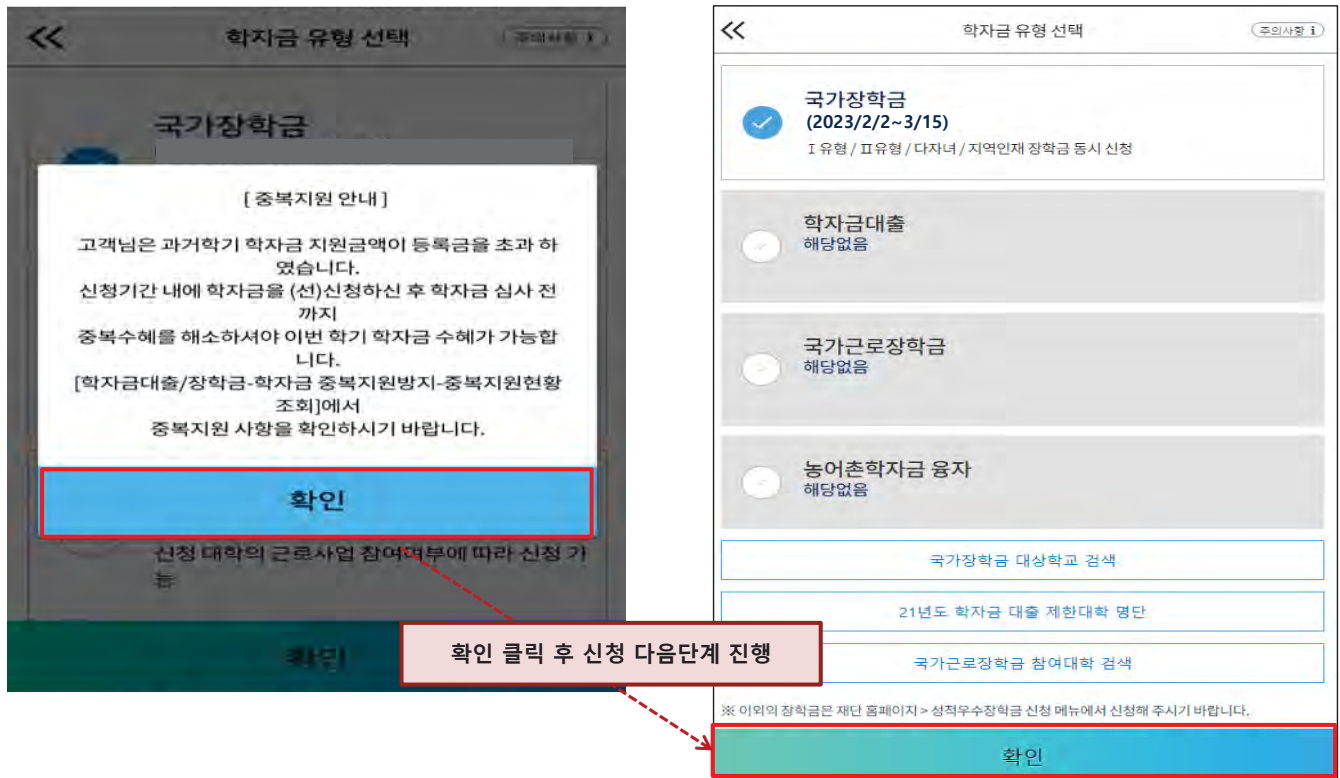 학자금 유형 선택
주의사항 i
국가장학금
[ 중복지원 안내 ]
고객님은 과거학기 학자금 지원금액이 등록금을 초과 하
였습니다.
신청기간 내에 학자금을 (선)신청하신 후 학자금 심사 전
까지
중복수혜를 해소하셔야 이번 학기 학자금 수혜가 가능합
니다.
[학자금대출/장학금-학자금 중복지원방지-중복지원현황
조회]에서
중복지원 사항을 확인하시기 바랍니다.
확인
신청 대학의 근로사업 참여여부에 따라 신청 가
능
확인
확인 클릭 후 신청 다음단계 진행
학자금 유형 선택
주의사항 i
국가장학금
(2023/2/2~3/15)
I 유형 / II유형 / 다자녀 / 지역인재 장학금 동시 신청
학자금대출
해당없음
국가근로장학금
해당없음
농어촌학자금 융자
해당없음
국가장학금 대상학교 검색
21년도 학자금 대출 제한대학 명단
국가근로장학금 참여대학 검색
※ 이외의 장학금은 재단 홈페이지 > 성적우수장학금 신청 메뉴에서 신청해 주시기 바랍니다.
확인